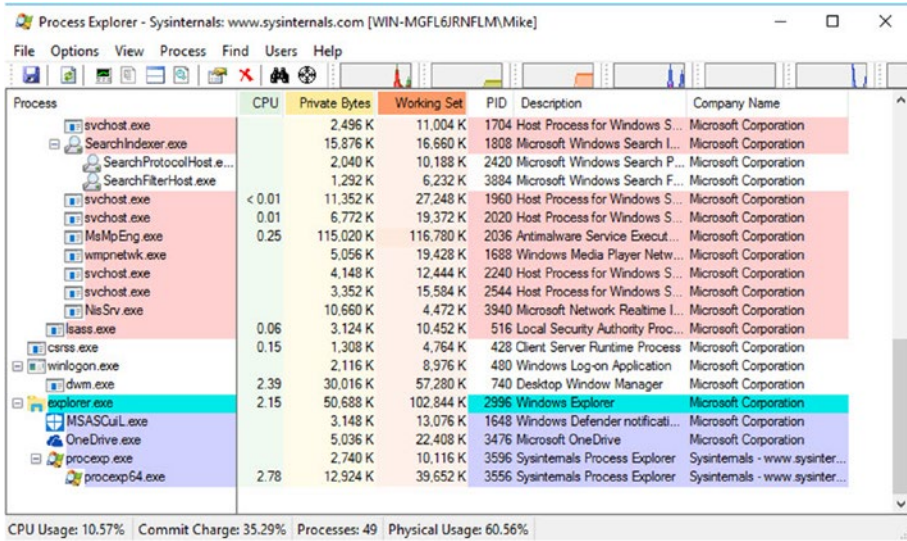 Process Explorer - Sysinternals: www.sysinternals.com [WIN-MGFL6JRNFLM\Mike]
File Options View Process Find Users Help
Process CPU Private Bytes Working Set PID Description Company Name
svchost.exe 2,496 K 11,004 K 1704 Host Process for Windows S... Microsoft Corporation
SearchIndexer.exe 15,876 K 16,660 K 1808 Microsoft Windows Search I... Microsoft Corporation
SearchProtocolHost.e... 2,040 K 10,188 K 2420 Microsoft Windows Search P... Microsoft Corporation
SearchFilterHost.exe 1,292 K 6,232 K 3884 Microsoft Windows Search F... Microsoft Corporation
svchost.exe < 0.01 11,352 K 27,248 K 1960 Host Process for Windows S... Microsoft Corporation
svchost.exe 0.01 6,772 K 19,372 K 2020 Host Process for Windows S... Microsoft Corporation
MsMpEng.exe 0.25 115,020 K 116,780 K 2036 Antimalware Service Execut... Microsoft Corporation
wmpnetwk.exe 5,056 K 19,428 K 1688 Windows Media Player Netw... Microsoft Corporation
svchost.exe 4,148 K 12,444 K 2240 Host Process for Windows S... Microsoft Corporation
svchost.exe 3,352 K 15,584 K 2544 Host Process for Windows S... Microsoft Corporation
NisSrv.exe 10,660 K 4,472 K 3940 Microsoft Network Realtime I... Microsoft Corporation
lsass.exe 0.06 3,124 K 10,452 K 516 Local Security Authority Proc... Microsoft Corporation
csrss.exe 0.15 1,308 K 4,764 K 428 Client Server Runtime Process Microsoft Corporation
winlogon.exe 2,116 K 8,976 K 480 Windows Log-on Application Microsoft Corporation
dwm.exe 2.39 30,016 K 57,280 K 740 Desktop Window Manager Microsoft Corporation
explorer.exe 2.15 50,688 K 102,844 K 2996 Windows Explorer Microsoft Corporation
MSASCuiL.exe 3,148 K 13,076 K 1648 Windows Defender notificati... Microsoft Corporation
OneDrive.exe 5,036 K 22,408 K 3476 Microsoft OneDrive Microsoft Corporation
procexp.exe 2,740 K 10,116 K 3596 Sysinternals Process Explorer Sysinternals - www.sysinter...
procexp64.exe 2.78 12,924 K 39,652 K 3556 Sysinternals Process Explorer Sysinternals - www.sysinter...
CPU Usage: 10.57% Commit Charge: 35.29% Processes: 49 Physical Usage: 60.56%